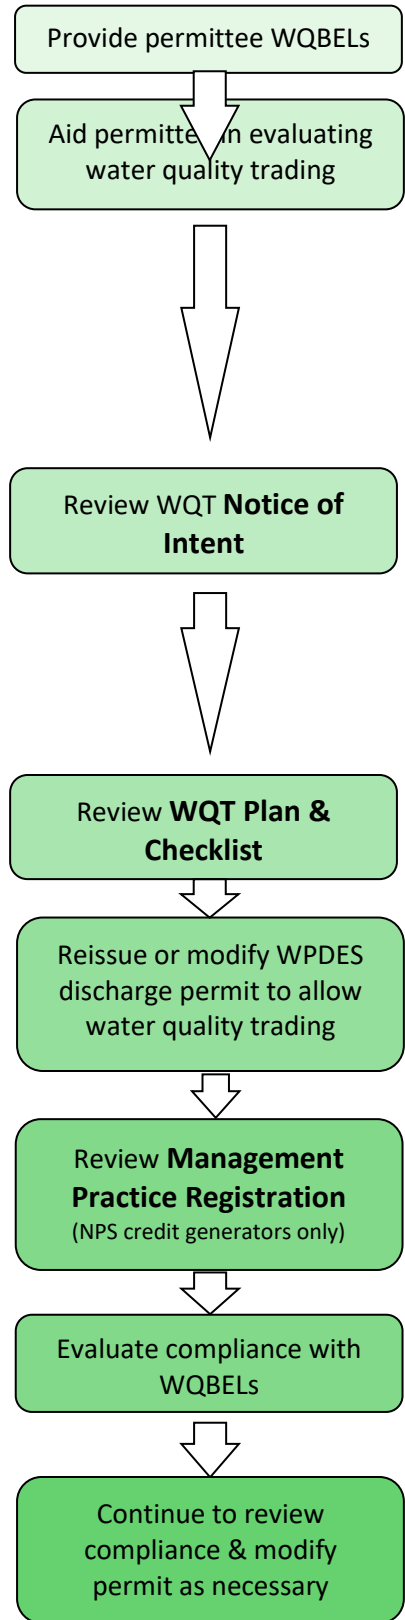 Provide permittee WQBELs
Aid permittee in evaluating
water quality trading
Review WQT Notice of
Intent
Review WQT Plan &
Checklist
Reissue or modify WPDES
discharge permit to allow
water quality trading
Review Management
Practice Registration
(NPS credit generators only)
Evaluate compliance with
WQBELs
Continue to review
compliance & modify
permit as necessary